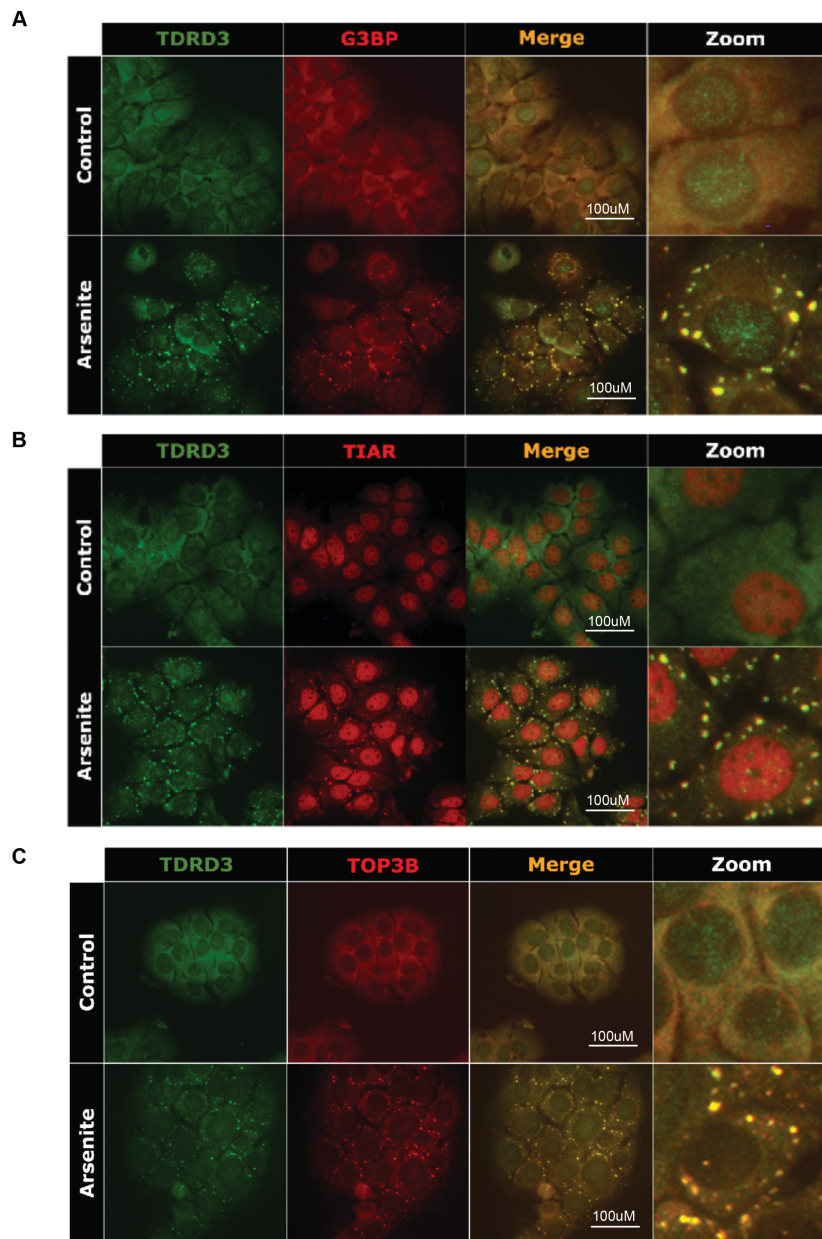 A
TDRD3 G3BP Merge Zoom
Control
100uM
Arsenite
100uM
B
TDRD3 TIAR Merge Zoom
Control
100uM
Arsenite
100uM
C
TDRD3 TOP3B Merge Zoom
Control
100uM
Arsenite
100uM